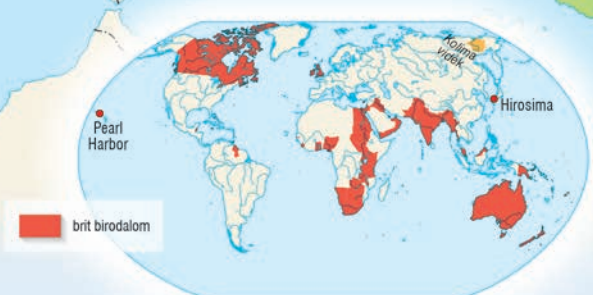 Kolima
vidék
Hirosima
Pearl
Harbor
brit birodalom